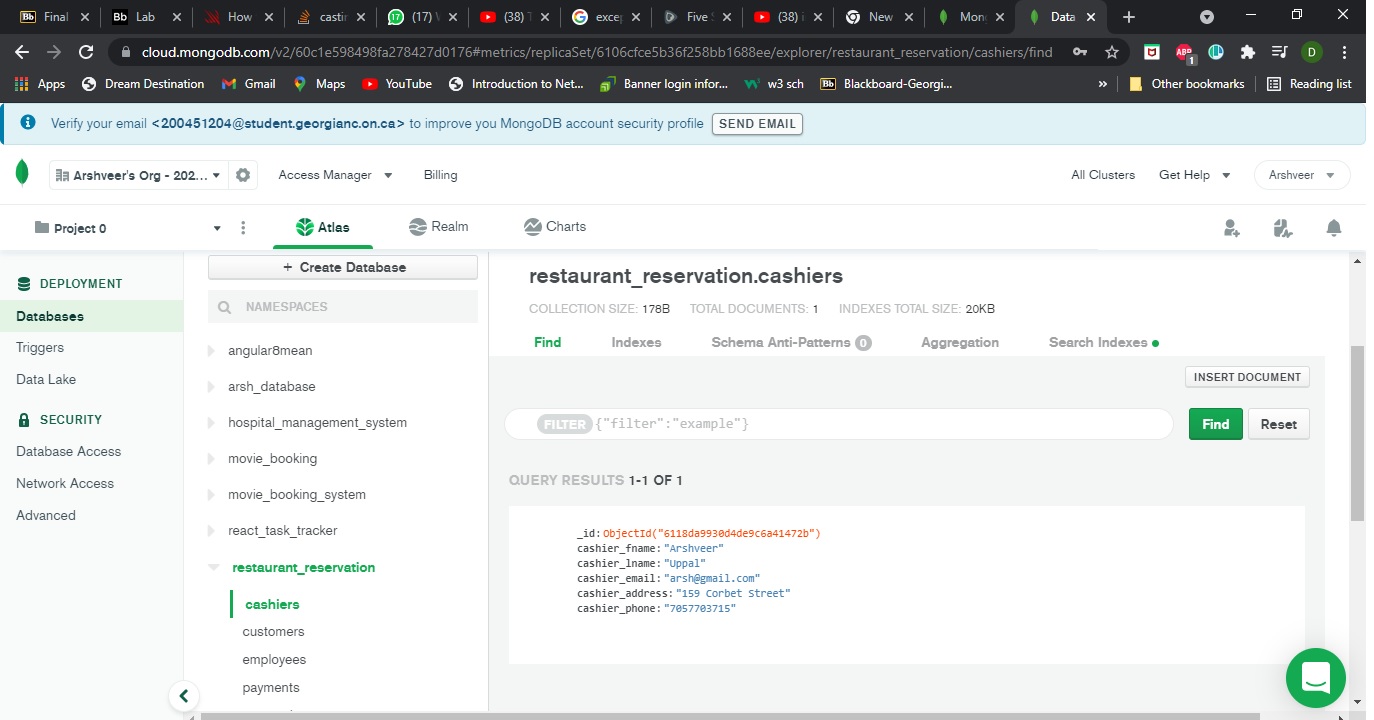 Bb Final
Bb Lab
How
castir
(17) \
(38) T
G excep
Five S
(38) i
New
Mon
Data
cloud.mongodb.com/v2/60c1e598498fa278427d0176#metrics/replicaSet/6106cfce5b36f258bb1688ee/explorer/restaurant_reservation/cashiers/find
ABP 1 D
Apps Dream Destination Gmail Maps YouTube Introduction to Net... Banner login infor... w3 sch Bb Blackboard-Georgi... » Other bookmarks Reading list
Verify your email <200451204@student.georgianc.on.ca> to improve you MongoDB account security profile SEND EMAIL
Arshveer's Org - 202... Access Manager Billing All Clusters Get Help Arshveer
Project 0 Atlas Realm Charts
DEPLOYMENT
Databases
Triggers
Data Lake
SECURITY
Database Access
Network Access
Advanced
+ Create Database
NAMESPACES
angular8mean
arsh_database
hospital_management_system
movie_booking
movie_booking_system
react_task_tracker
restaurant_reservation
cashiers
customers
employees
payments
restaurant_reservation.cashiers
COLLECTION SIZE: 178B TOTAL DOCUMENTS: 1 INDEXES TOTAL SIZE: 20KB
Find Indexes Schema Anti-Patterns 0 Aggregation Search Indexes
INSERT DOCUMENT
FILTER {"filter":"example"} Find Reset
QUERY RESULTS 1-1 OF 1
_id: ObjectId("6118da9930d4de9c6a41472b")
cashier_fname: "Arshveer"
cashier_lname: "Uppal"
cashier_email: "arsh@gmail.com"
cashier_address: "159 Corbet Street"
cashier_phone: "7057703715"